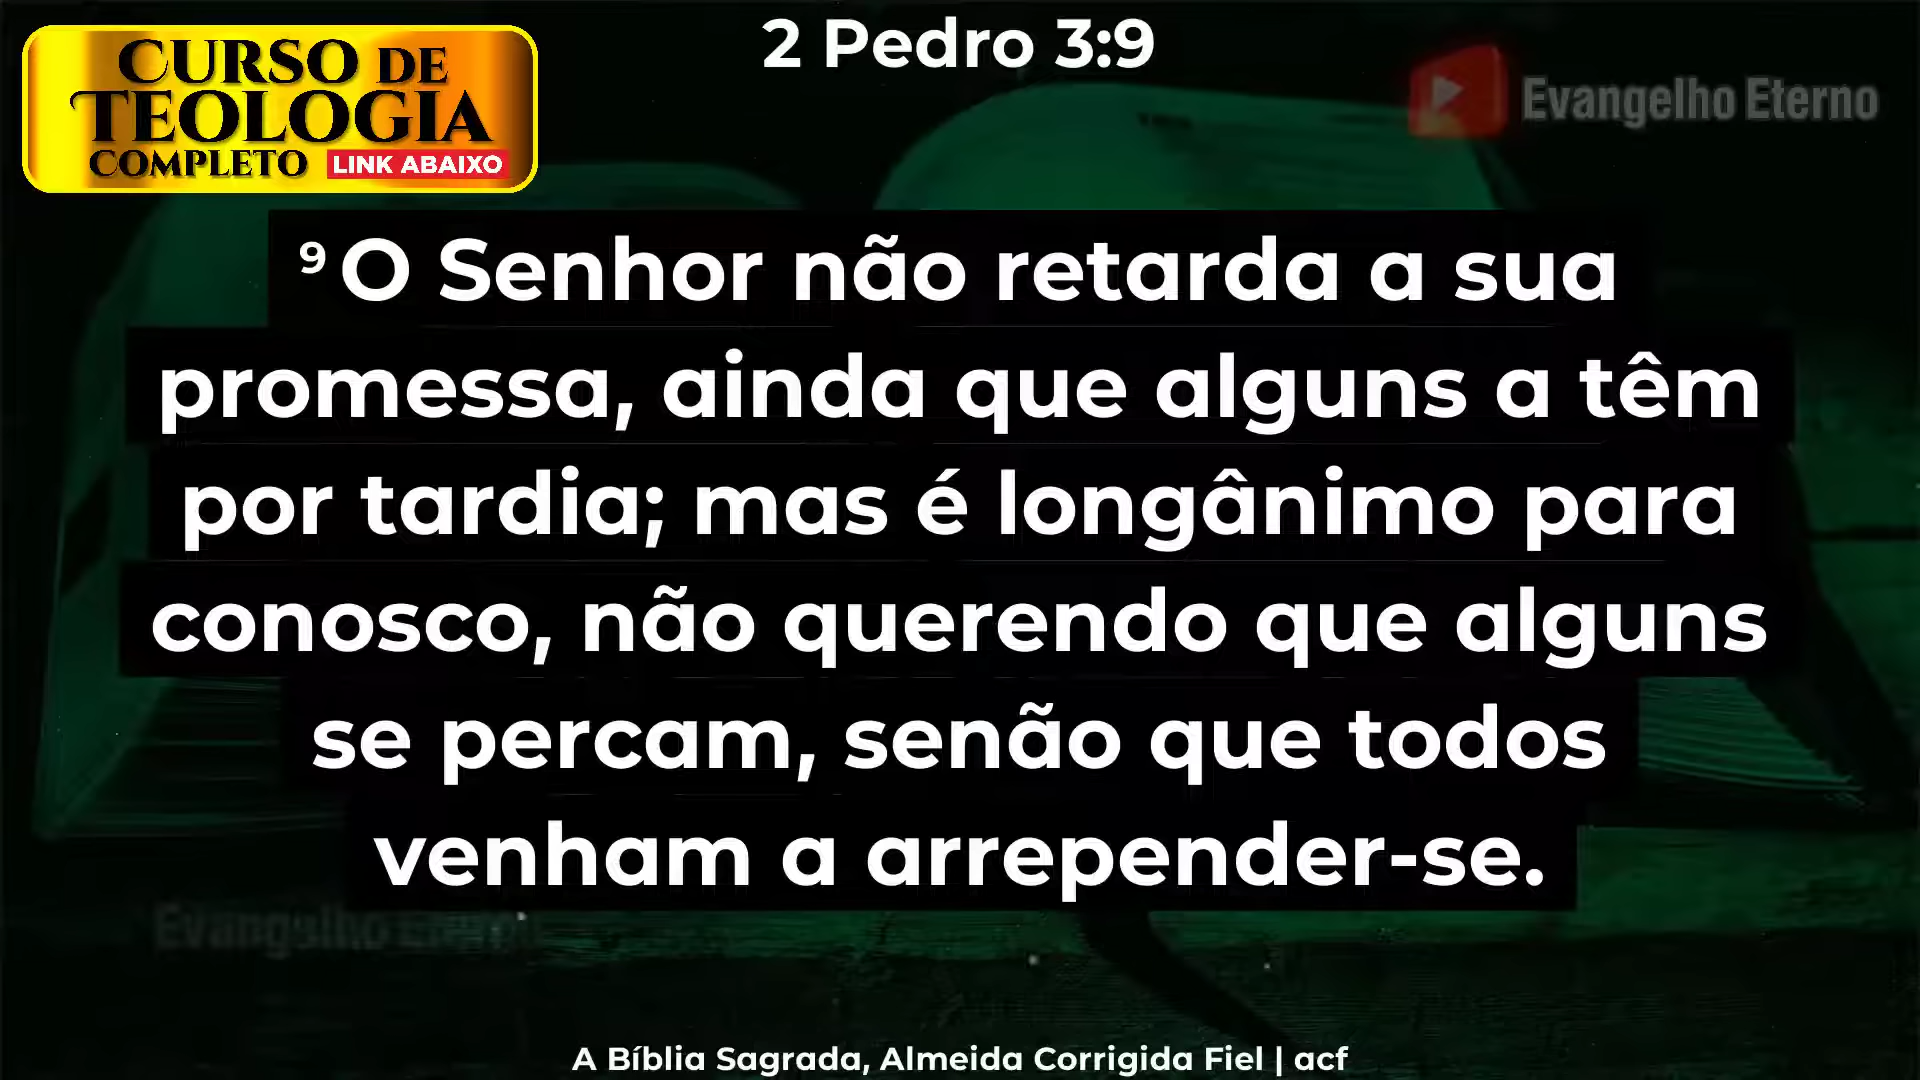 CURSO DE
TEOLOGIA
COMPLETO LINK ABAIXO
2 Pedro 3:9
Evangelho Eterno
9 O Senhor não retarda a sua
promessa, ainda que alguns a têm
por tardia; mas é longânimo para
conosco, não querendo que alguns
se percam, senão que todos
venham a arrepender-se.
Evangelho Eterno
A Bíblia Sagrada, Almeida Corrigida Fiel | acf